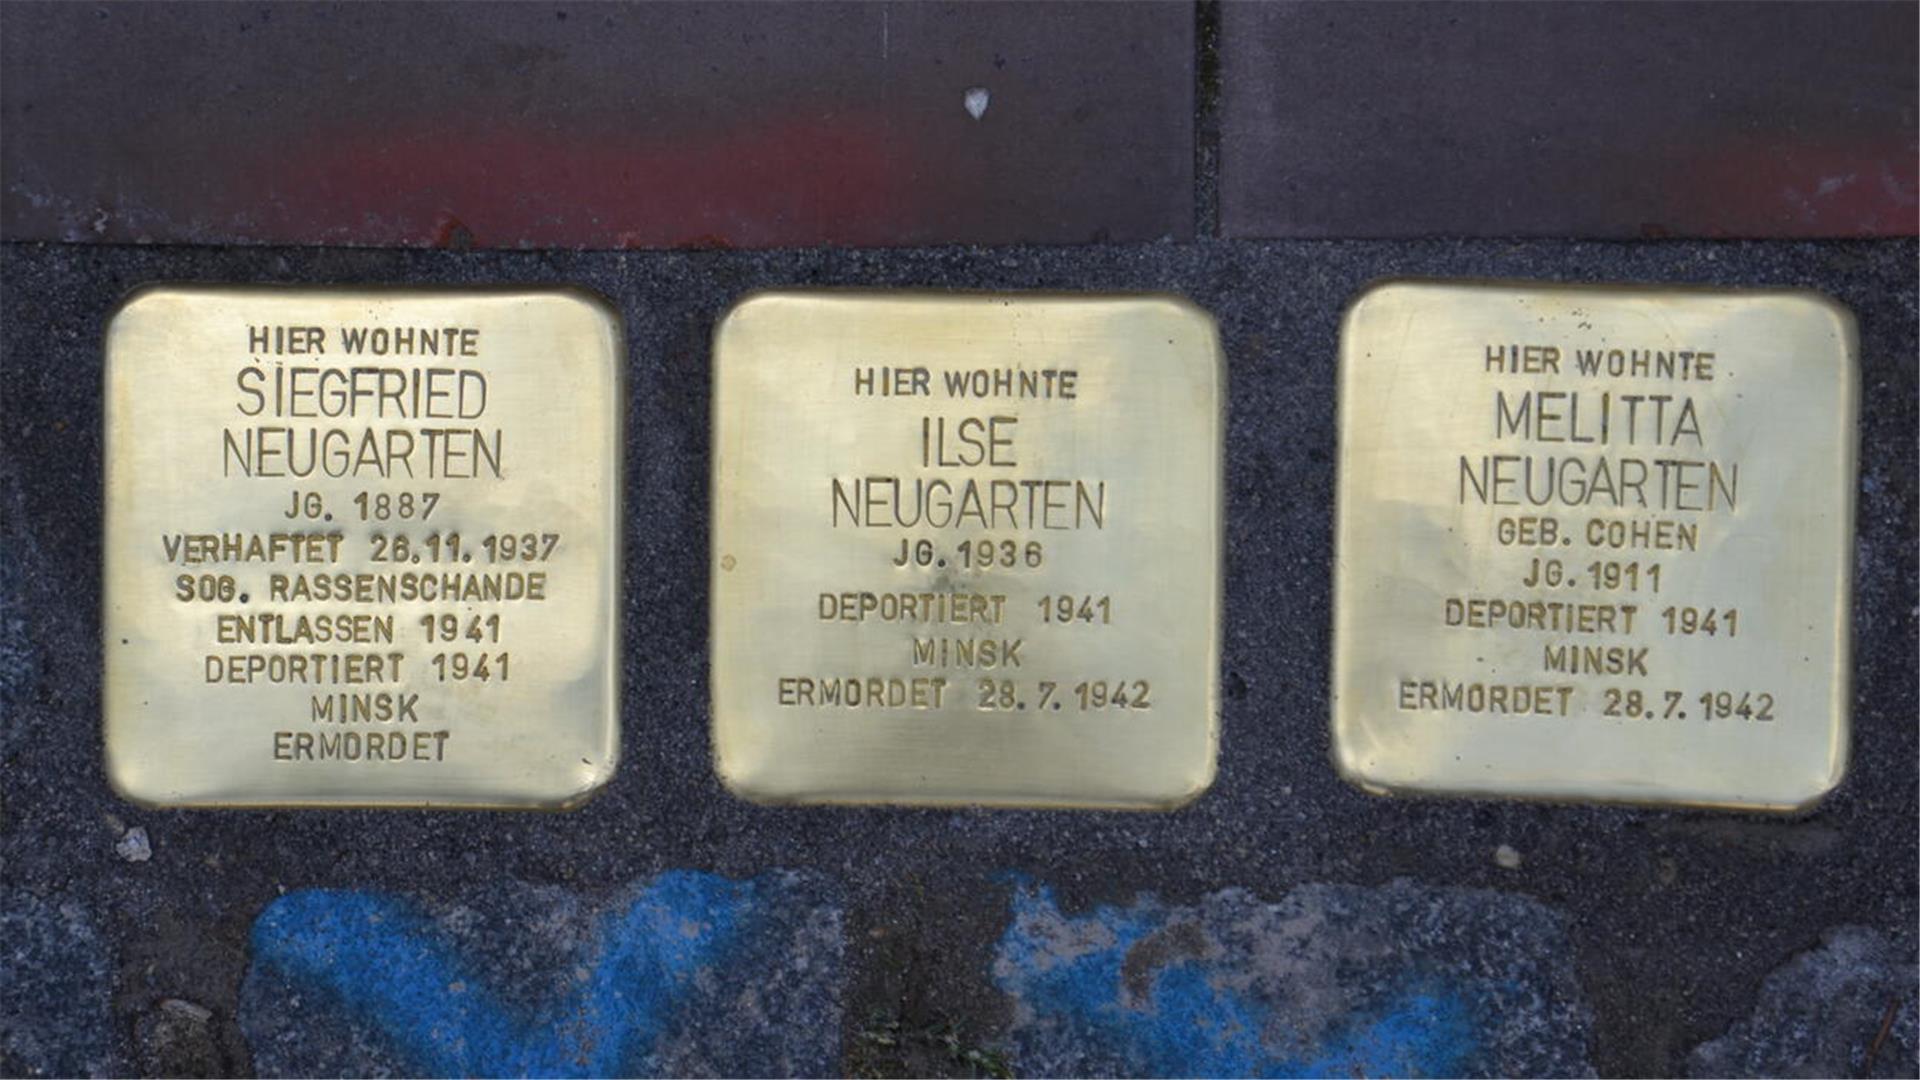 HIER WOHNTE
SIEGFRIED
NEUGARTEN
JG. 1887
VERHAFTET 26.11.1937
SOG. RASSENSCHANDE
ENTLASSEN 1941
DEPORTIERT 1941
MINSK
ERMORDET
HIER WOHNTE
ILSE
NEUGARTEN
JG. 1936
DEPORTIERT 1941
MINSK
ERMORDET 28.7.1942
HIER WOHNTE
MELITTA
NEUGARTEN
GEB. COHEN
JG. 1911
DEPORTIERT 1941
MINSK
ERMORDET 28.7.1942